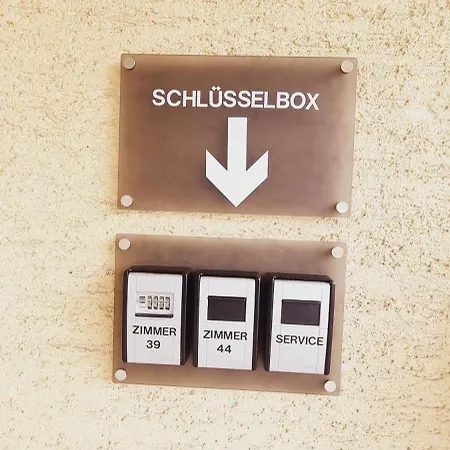 SCHLÜSSELBOX
ZIMMER
39
ZIMMER
44
SERVICE